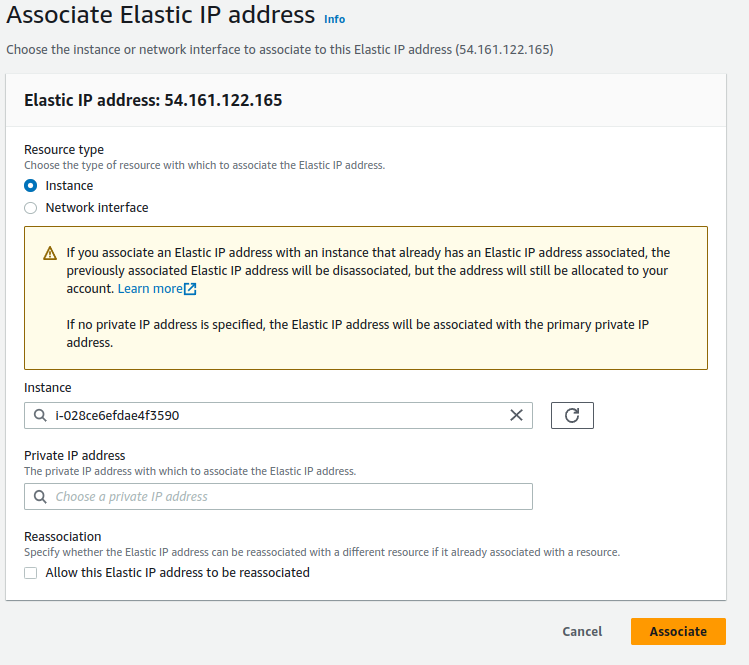 Associate Elastic IP address Info
Choose the instance or network interface to associate to this Elastic IP address (54.161.122.165)
Elastic IP address: 54.161.122.165
Resource type
Choose the type of resource with which to associate the Elastic IP address.
Instance
Network interface
If you associate an Elastic IP address with an instance that already has an Elastic IP address associated, the
previously associated Elastic IP address will be disassociated, but the address will still be allocated to your
account. Learn more
If no private IP address is specified, the Elastic IP address will be associated with the primary private IP
address.
Instance
i-028ce6efdae4f3590
Private IP address
The private IP address with which to associate the Elastic IP address.
Choose a private IP address
Reassociation
Specify whether the Elastic IP address can be reassociated with a different resource if it already associated with a resource.
Allow this Elastic IP address to be reassociated
Cancel Associate